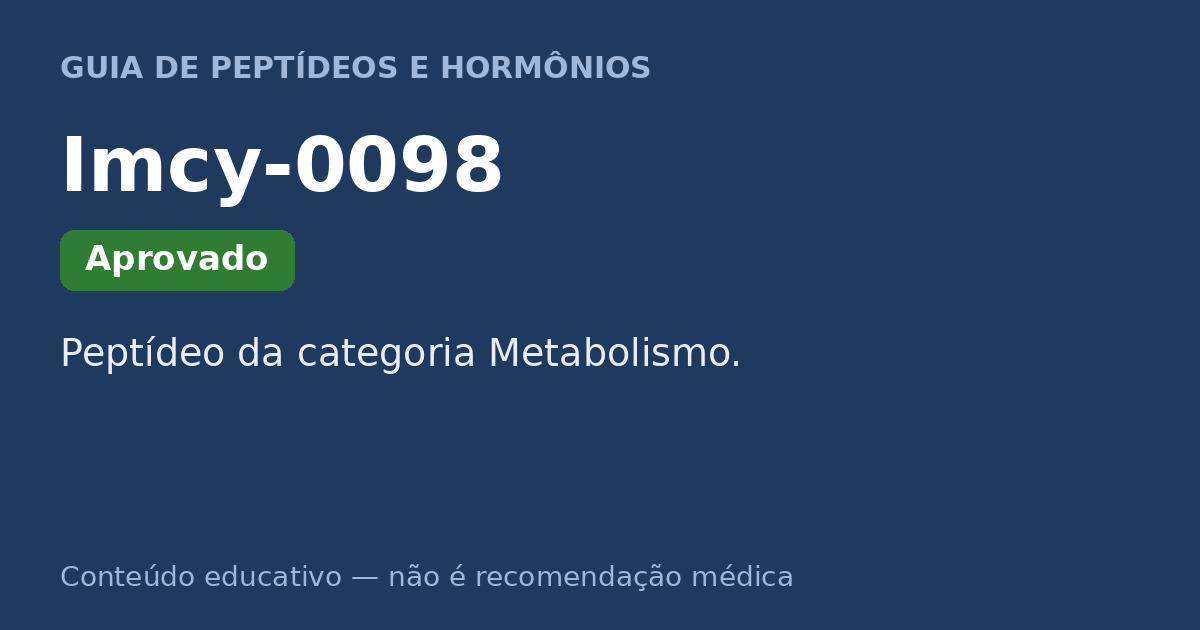 GUIA DE PEPTÍDEOS E HORMÔNIOS
Imcy-0098
Aprovado
Peptídeo da categoria Metabolismo.
Conteúdo educativo — não é recomendação médica